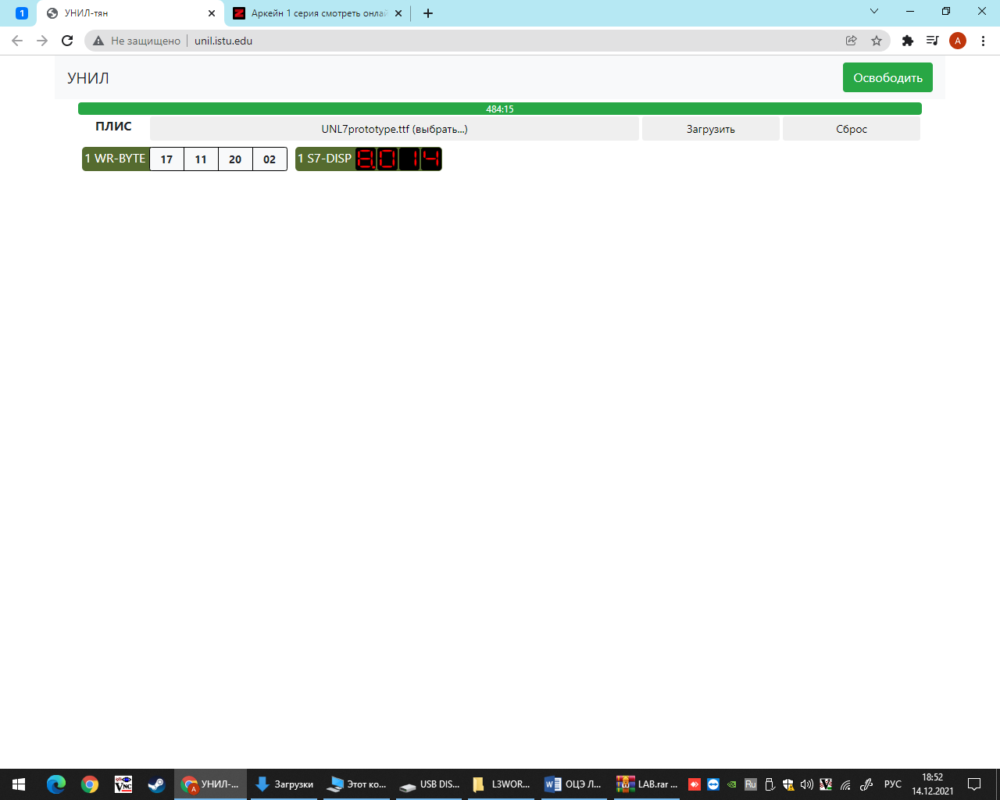 1
УНИЛ-тян
Аркейн 1 серия смотреть онлай
Не защищено
unil.istu.edu
A
УНИЛ
Освободить
484:15
ПЛИС
UNL7prototype.ttf (выбрать...)
Загрузить
Сброс
1 WR-BYTE 17 11 20 02
1 S7-DISP 8.014
УНИЛ-...
Загрузки
Этот ко...
USB DIS...
L3WOR...
ОЦЭ Л...
LAB.rar ...
Ru
РУС
18:52
14.12.2021